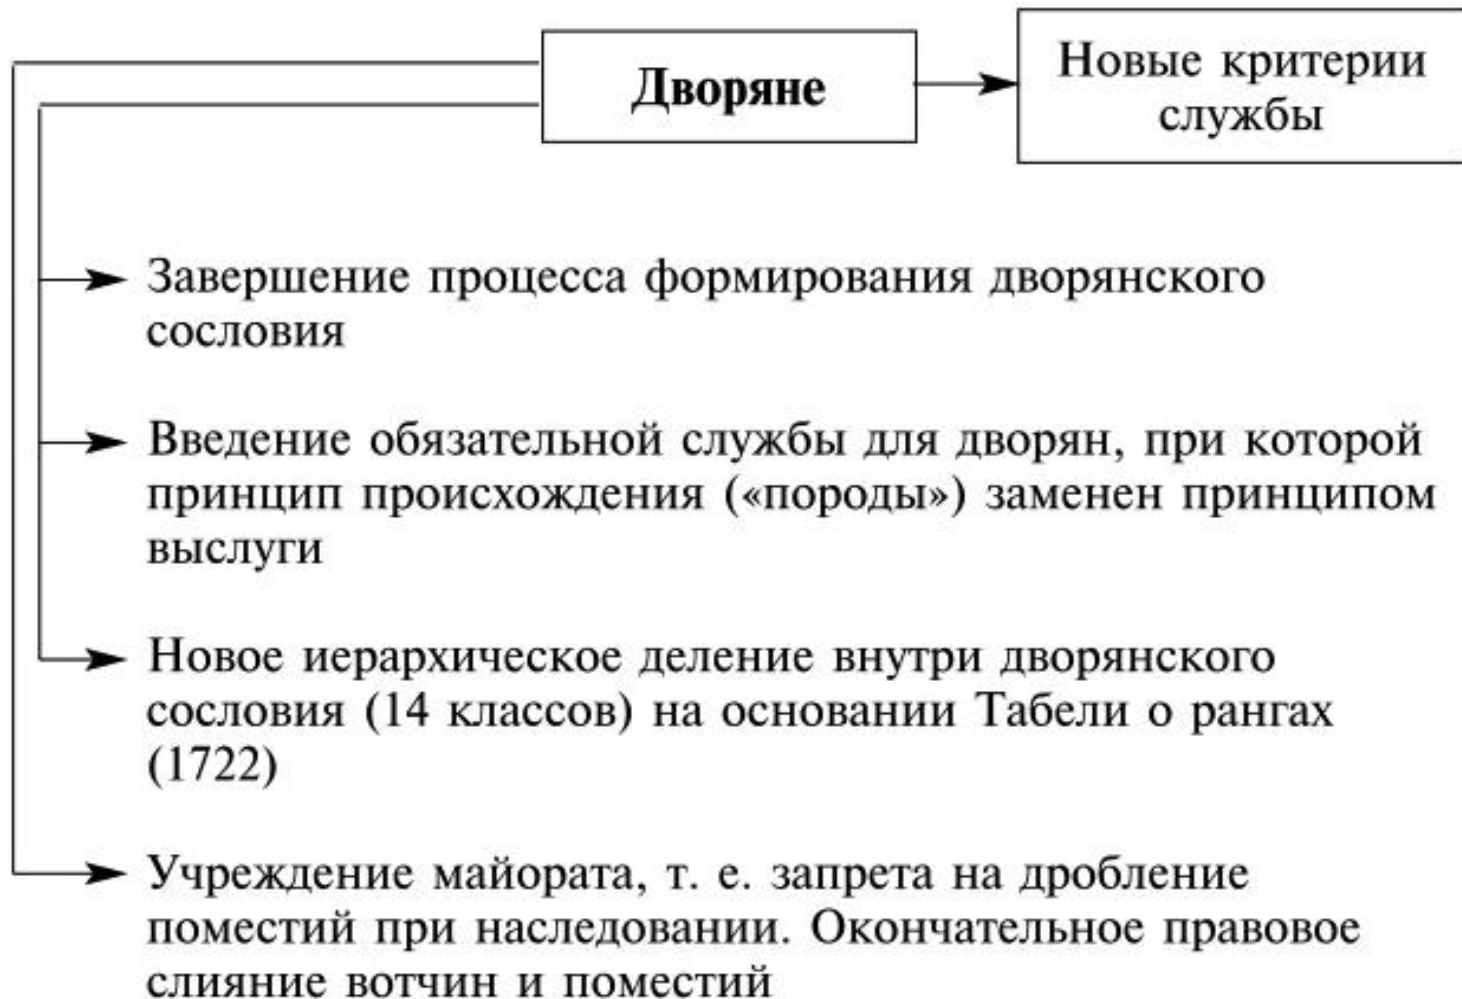 Дворяне
Новые критерии
службы
Завершение процесса формирования дворянского
сословия
Введение обязательной службы для дворян, при которой
принцип происхождения («породы») заменен принципом
выслуги
Новое иерархическое деление внутри дворянского
сословия (14 классов) на основании Табели о рангах
(1722)
Учреждение майората, т. е. запрета на дробление
поместий при наследовании. Окончательное правовое
слияние вотчин и поместий